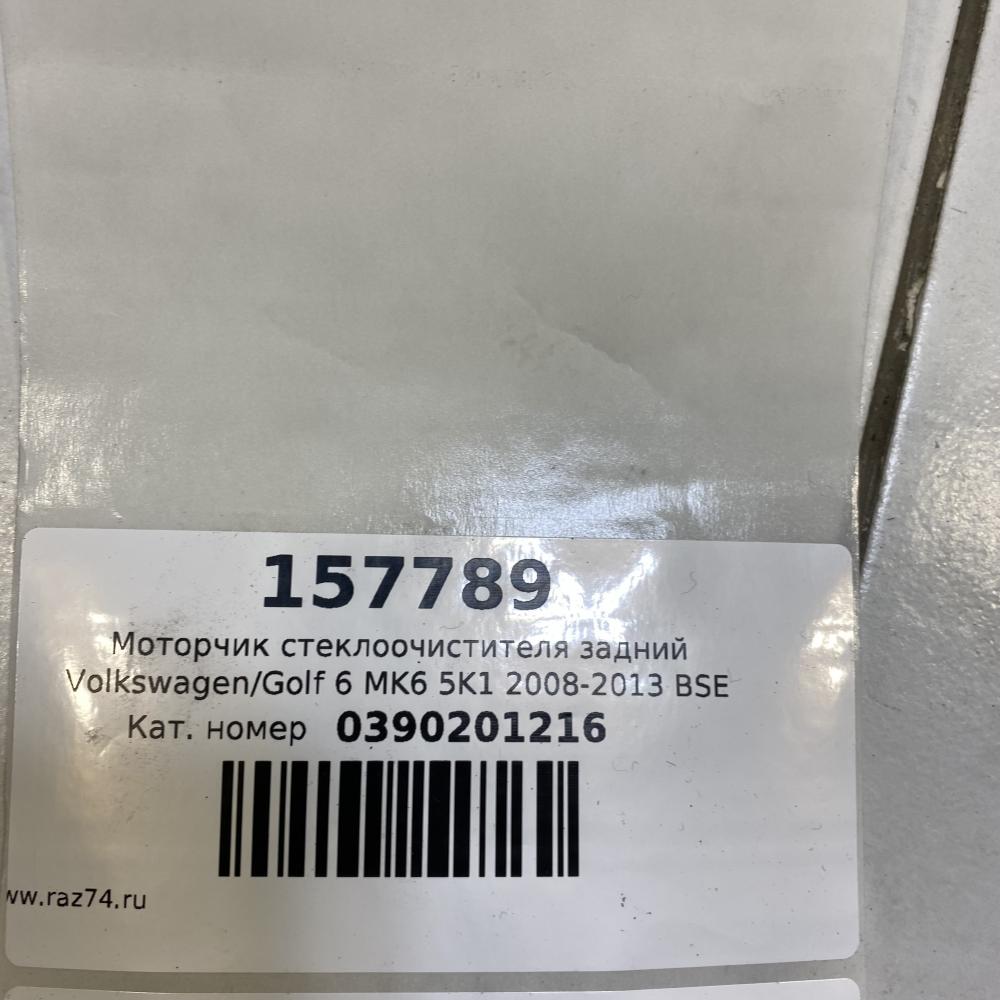 157789
Моторчик стеклоочистителя задний
Volkswagen/Golf 6 MK6 5K1 2008-2013 BSE
Кат. номер 0390201216
ww.raz74.ru